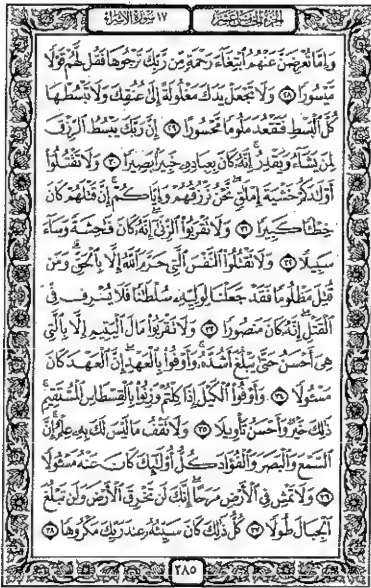 الجزء الخامس عشر
١٧ سورة الإسراء
وَإِمَّا تُعْرِضَنَّ عَنْهُمُ ٱبْتِغَآءَ رَحْمَةٍ مِّن رَّبِّكَ تَرْجُوهَا فَقُل لَّهُمْ قَوْلًا
مَّيْسُورًا ٢٨ وَلَا تَجْعَلْ يَدَكَ مَغْلُولَةً إِلَىٰ عُنُقِكَ وَلَا تَبْسُطْهَا
كُلَّ ٱلْبَسْطِ فَتَقْعُدَ مَلُومًا مَّحْسُورًا ٢٩ إِنَّ رَبَّكَ يَبْسُطُ ٱلرِّزْقَ
لِمَن يَشَآءُ وَيَقْدِرُ ۚ إِنَّهُۥ كَانَ بِعِبَادِهِۦ خَبِيرًۢا بَصِيرًا ٣٠ وَلَا تَقْتُلُوٓا۟
أَوْلَٰدَكُمْ خَشْيَةَ إِمْلَٰقٍ ۖ نَّحْنُ نَرْزُقُهُمْ وَإِيَّاكُمْ ۚ إِنَّ قَتْلَهُمْ كَانَ
خِطْـًٔا كَبِيرًا ٣١ وَلَا تَقْرَبُوا۟ ٱلزِّنَىٰٓ ۖ إِنَّهُۥ كَانَ فَٰحِشَةً وَسَآءَ
سَبِيلًا ٣٢ وَلَا تَقْتُلُوا۟ ٱلنَّفْسَ ٱلَّتِى حَرَّمَ ٱللَّهُ إِلَّا بِٱلْحَقِّ ۗ وَمَن
قُتِلَ مَظْلُومًا فَقَدْ جَعَلْنَا لِوَلِيِّهِۦ سُلْطَٰنًا فَلَا يُسْرِف فِّى
ٱلْقَتْلِ ۖ إِنَّهُۥ كَانَ مَنصُورًا ٣٣ وَلَا تَقْرَبُوا۟ مَالَ ٱلْيَتِيمِ إِلَّا بِٱلَّتِى
هِىَ أَحْسَنُ حَتَّىٰ يَبْلُغَ أَشُدَّهُۥ ۚ وَأَوْفُوا۟ بِٱلْعَهْدِ ۖ إِنَّ ٱلْعَهْدَ كَانَ
مَسْـُٔولًا ٣٤ وَأَوْفُوا۟ ٱلْكَيْلَ إِذَا كِلْتُمْ وَزِنُوا۟ بِٱلْقِسْطَاسِ ٱلْمُسْتَقِيمِ ۚ
ذَٰلِكَ خَيْرٌ وَأَحْسَنُ تَأْوِيلًا ٣٥ وَلَا تَقْفُ مَا لَيْسَ لَكَ بِهِۦ عِلْمٌ ۚ إِنَّ
ٱلسَّمْعَ وَٱلْبَصَرَ وَٱلْفُؤَادَ كُلُّ أُو۟لَٰٓئِكَ كَانَ عَنْهُ مَسْـُٔولًا
٣٦ وَلَا تَمْشِ فِى ٱلْأَرْضِ مَرَحًا ۖ إِنَّكَ لَن تَخْرِقَ ٱلْأَرْضَ وَلَن تَبْلُغَ
ٱلْجِبَالَ طُولًا ٣٧ كُلُّ ذَٰلِكَ كَانَ سَيِّئُهُۥ عِندَ رَبِّكَ مَكْرُوهًا ٣٨
٢٨٥